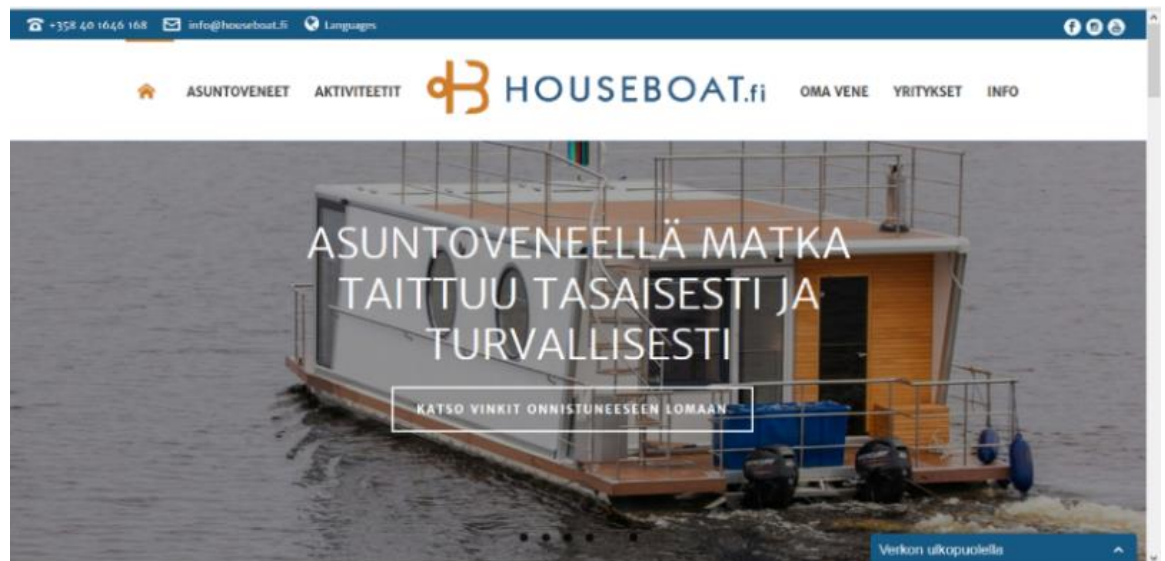 +358 40 1646 168 info@houseboat.fi Languages
ASUNTOVENEET AKTIVITEETIT HOUSEBOAT.fi OMA VENE YRITYKSET INFO
ASUNTOVENEELLÄ MATKA
TAITTUU TASAISESTI JA
TURVALLISESTI
KATSO VINKIT ONNISTUNEESEEN LOMAAN
Verkon ulkopuolella